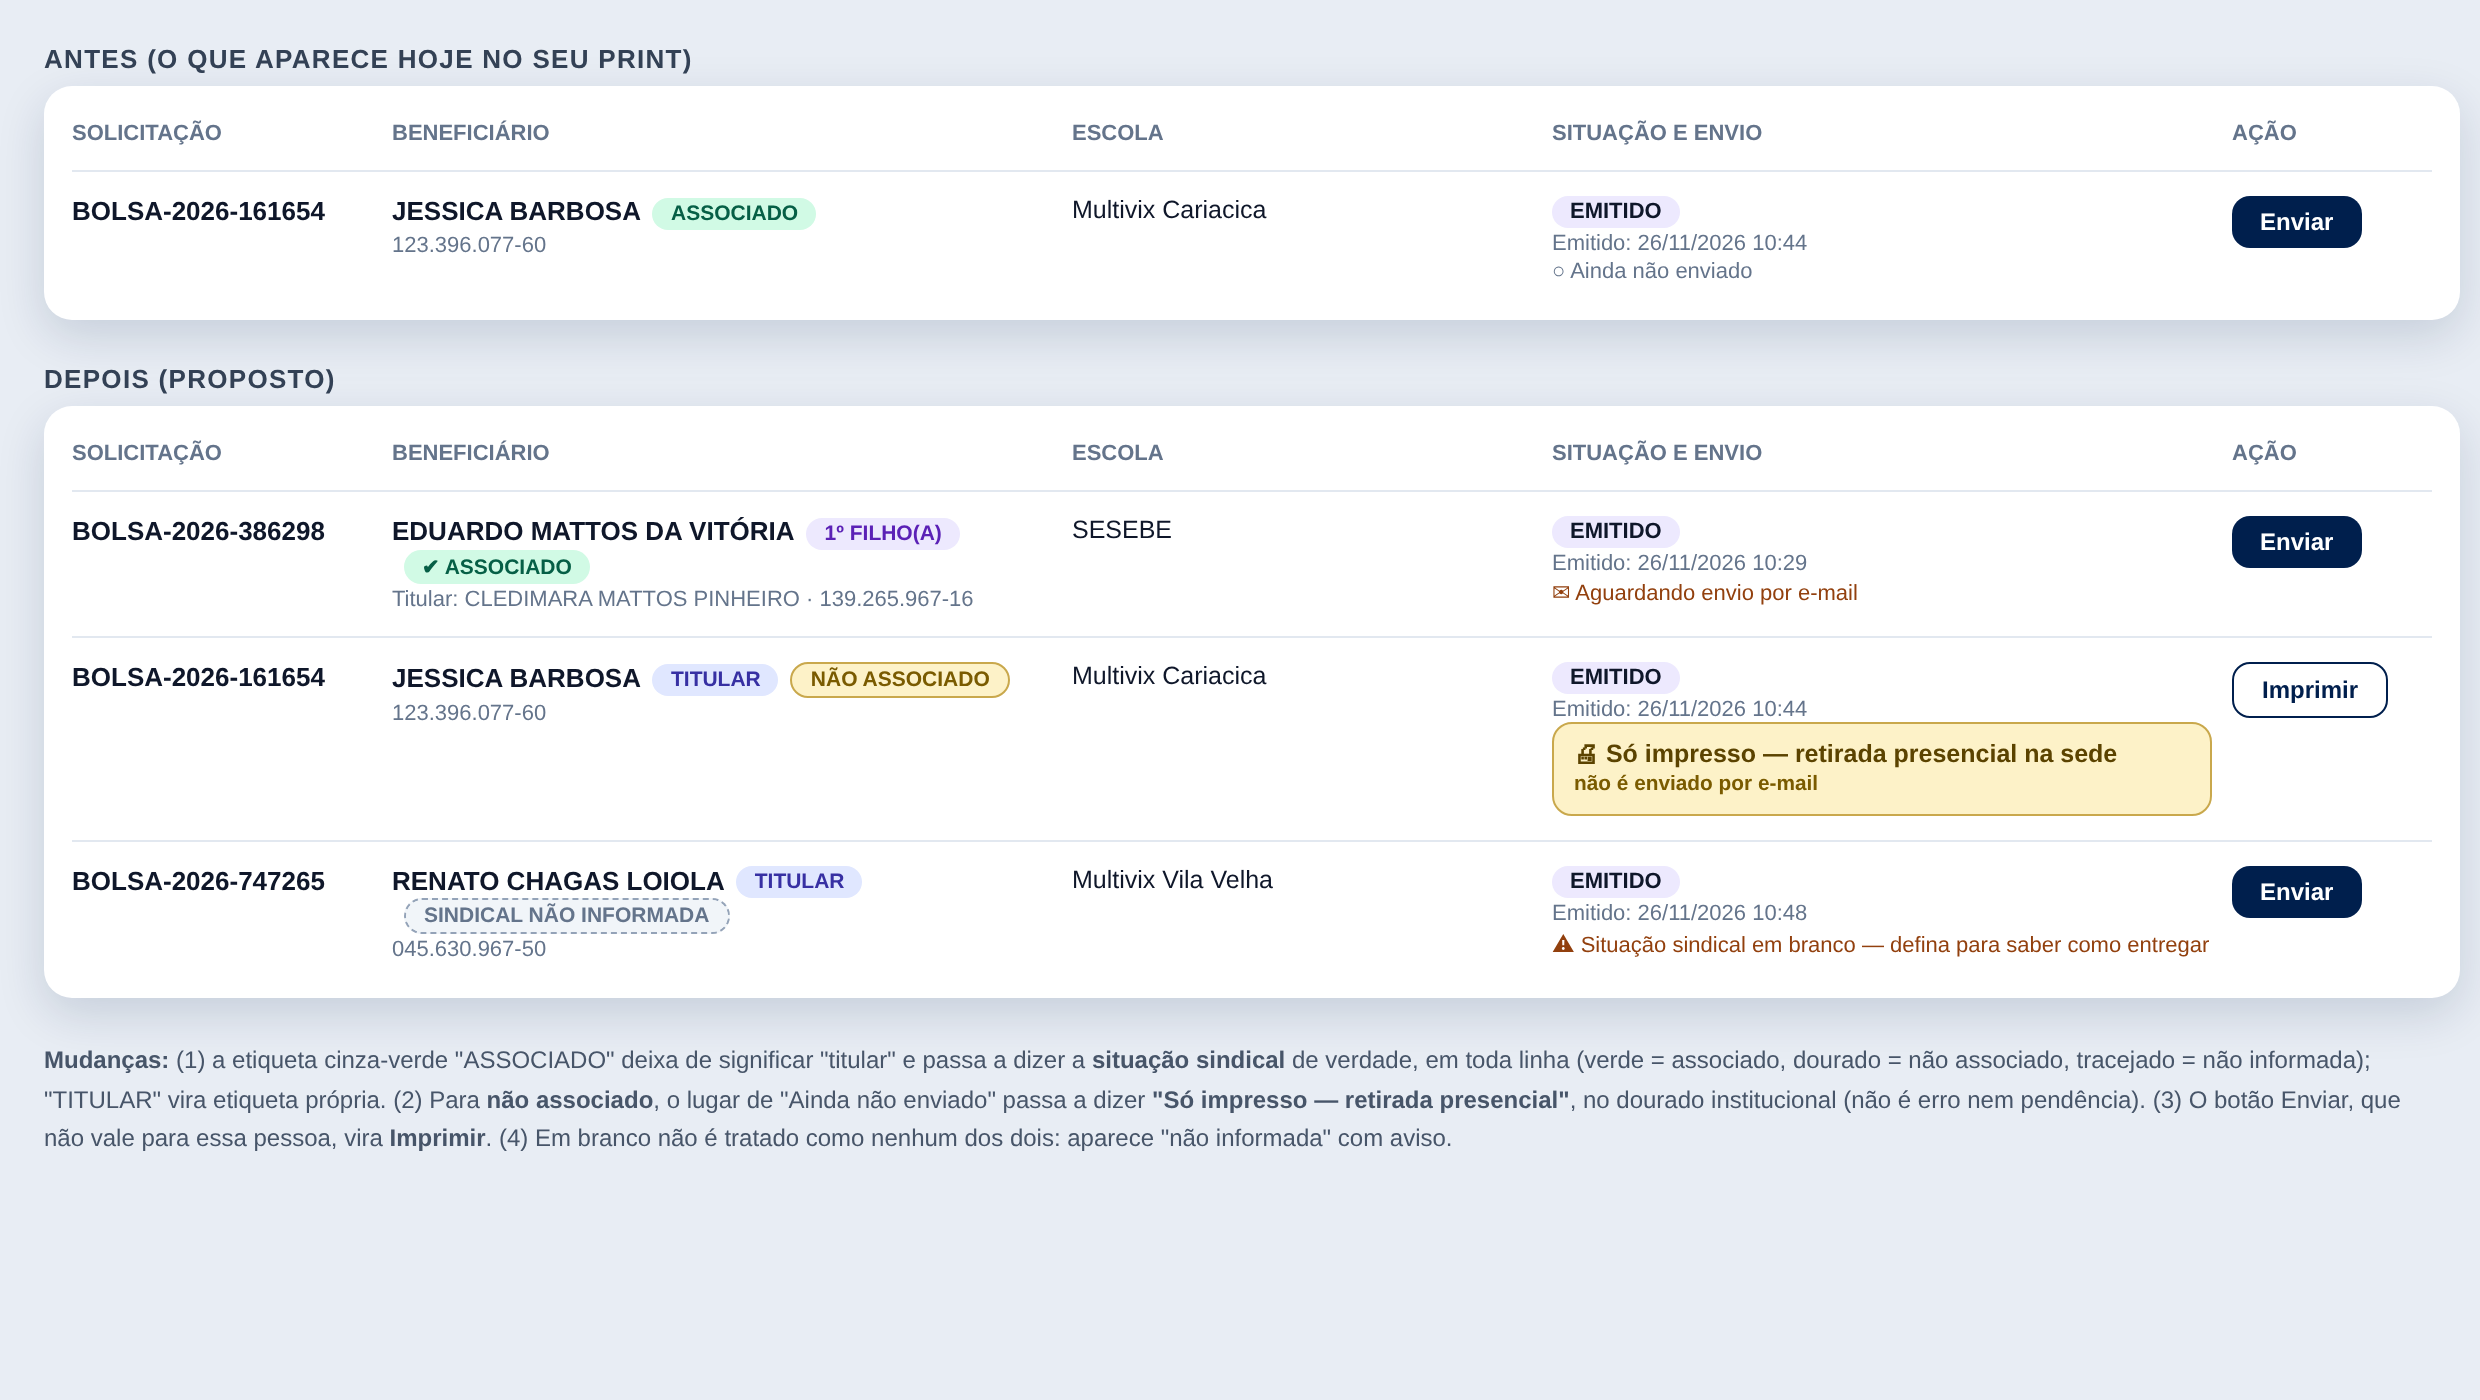 ANTES (O QUE APARECE HOJE NO SEU PRINT)
SOLICITAÇÃO BENEFICIÁRIO ESCOLA SITUAÇÃO E ENVIO AÇÃO
BOLSA-2026-161654 JESSICA BARBOSA ASSOCIADO Multivix Cariacica EMITIDO Enviar
123.396.077-60 Emitido: 26/11/2026 10:44
○ Ainda não enviado
DEPOIS (PROPOSTO)
SOLICITAÇÃO BENEFICIÁRIO ESCOLA SITUAÇÃO E ENVIO AÇÃO
BOLSA-2026-386298 EDUARDO MATTOS DA VITÓRIA 1º FILHO(A) SESEBE EMITIDO Enviar
✔ ASSOCIADO Emitido: 26/11/2026 10:29
Titular: CLEDIMARA MATTOS PINHEIRO · 139.265.967-16 ✉ Aguardando envio por e-mail
BOLSA-2026-161654 JESSICA BARBOSA TITULAR NÃO ASSOCIADO Multivix Cariacica EMITIDO Imprimir
123.396.077-60 Emitido: 26/11/2026 10:44
🖨 Só impresso — retirada presencial na sede
não é enviado por e-mail
BOLSA-2026-747265 RENATO CHAGAS LOIOLA TITULAR Multivix Vila Velha EMITIDO Enviar
SINDICAL NÃO INFORMADA Emitido: 26/11/2026 10:48
045.630.967-50 ⚠ Situação sindical em branco — defina para saber como entregar
Mudanças: (1) a etiqueta cinza-verde "ASSOCIADO" deixa de significar "titular" e passa a dizer a situação sindical de verdade, em toda linha (verde = associado, dourado = não associado, tracejado = não informada);
"TITULAR" vira etiqueta própria. (2) Para não associado, o lugar de "Ainda não enviado" passa a dizer "Só impresso — retirada presencial", no dourado institucional (não é erro nem pendência). (3) O botão Enviar, que
não vale para essa pessoa, vira Imprimir. (4) Em branco não é tratado como nenhum dos dois: aparece "não informada" com aviso.